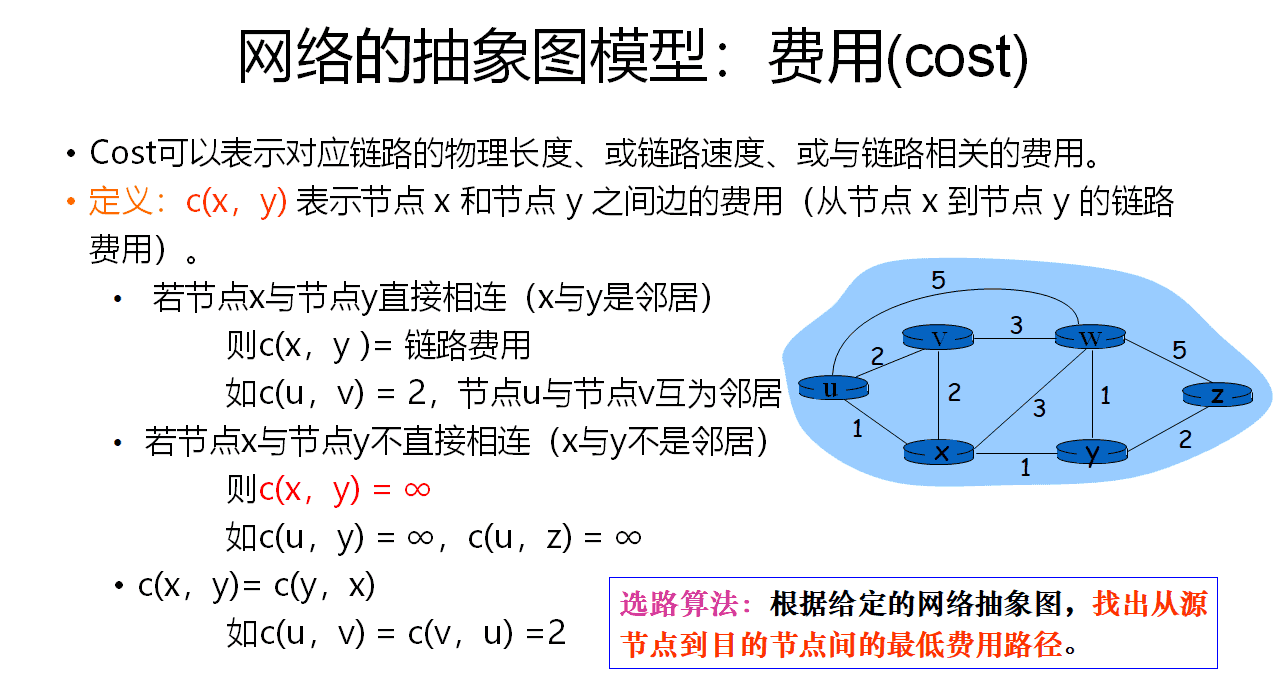 网络的抽象图模型：费用(cost)
• Cost可以表示对应链路的物理长度、或链路速度、或与链路相关的费用。
• 定义：c(x，y) 表示节点 x 和节点 y 之间边的费用（从节点 x 到节点 y 的链路
费用）。
• 若节点x与节点y直接相连（x与y是邻居）
则c(x，y )= 链路费用
如c(u，v) = 2，节点u与节点v互为邻居
• 若节点x与节点y不直接相连（x与y不是邻居）
则c(x，y) = ∞
如c(u，y) = ∞，c(u，z) = ∞
• c(x，y)= c(y，x)
如c(u，v) = c(v，u) =2
5
v 3 w
2 5
u 2 3 1 z
1 2
x 1 y
选路算法：根据给定的网络抽象图，找出从源
节点到目的节点间的最低费用路径。